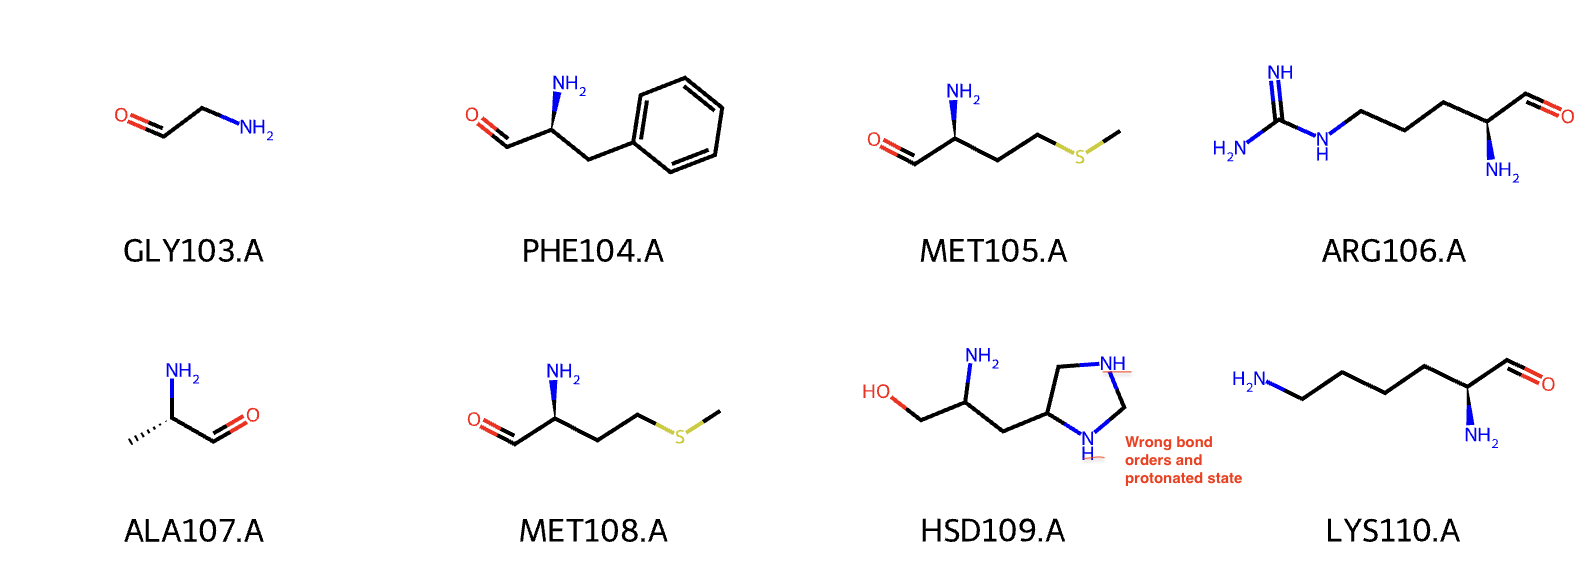 O
NH2
GLY103.A
O
NH2
PHE104.A
O
NH2
S
MET105.A
NH
H2N
N
H
NH2
O
ARG106.A
NH2
O
ALA107.A
O
NH2
S
MET108.A
HO
NH2
NH
N
H
Wrong bond
orders and
protonated state
HSD109.A
H2N
NH2
O
LYS110.A